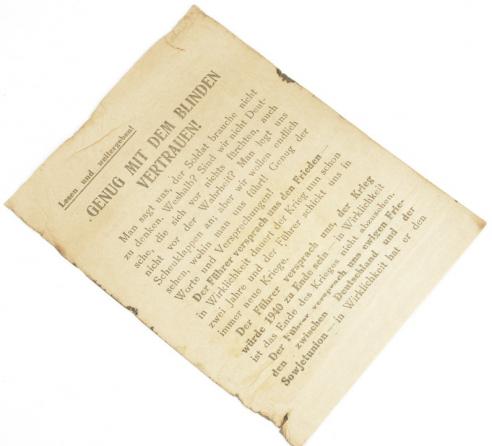 Lesen und weitergeben!
GENUG MIT DEM BLINDEN
VERTRAUEN!
Man sagt uns, der Soldat brauche nicht
zu denken. Weshalb? Sind wir nicht Deut-
sche, die sich vor nichts fürchten, auch
nicht vor der Wahrheit? Man legt uns
Scheuklappen an; aber wir wollen endlich
sehen, wohin man uns führt! Genug der
Worte und Versprechungen!
Der Führer versprach uns den Frieden —
in Wirklichkeit dauert der Krieg nun schon
zwei Jahre und der Führer schickt uns in
immer neue Kriege.
Der Führer versprach uns, der Krieg
würde 1940 zu Ende sein — in Wirklichkeit
ist das Ende des Krieges nicht abzusehen.
Der Führer versprach uns ewigen Frie-
den zwischen Deutschland und der
Sowjetunion — in Wirklichkeit hat er den